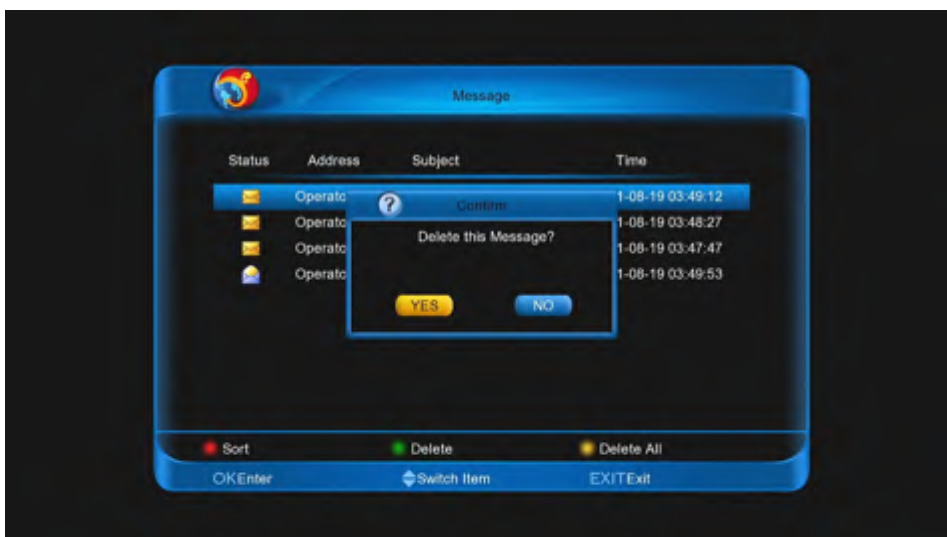 Message
Status Address Subject Time
Operato 1-08-19 03:49:12
? Confirm
Operato 1-08-19 03:48:27
Delete this Message?
Operato 1-08-19 03:47:47
Operato 1-08-19 03:49:53
YES NO
Sort Delete Delete All
OKEnter Switch Item EXITExit